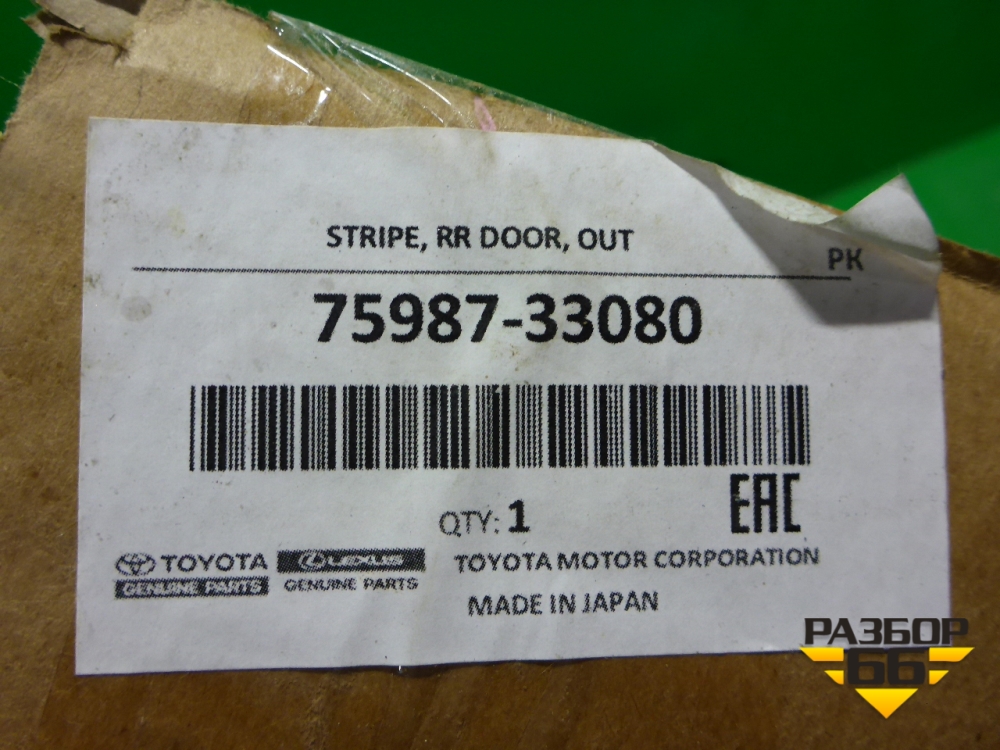 STRIPE, RR DOOR, OUT
PK
75987-33080
QTY: 1
EAC
TOYOTA
GENUINE PARTS
LEXUS
GENUINE PARTS
TOYOTA MOTOR CORPORATION
MADE IN JAPAN
РАЗБОР
66